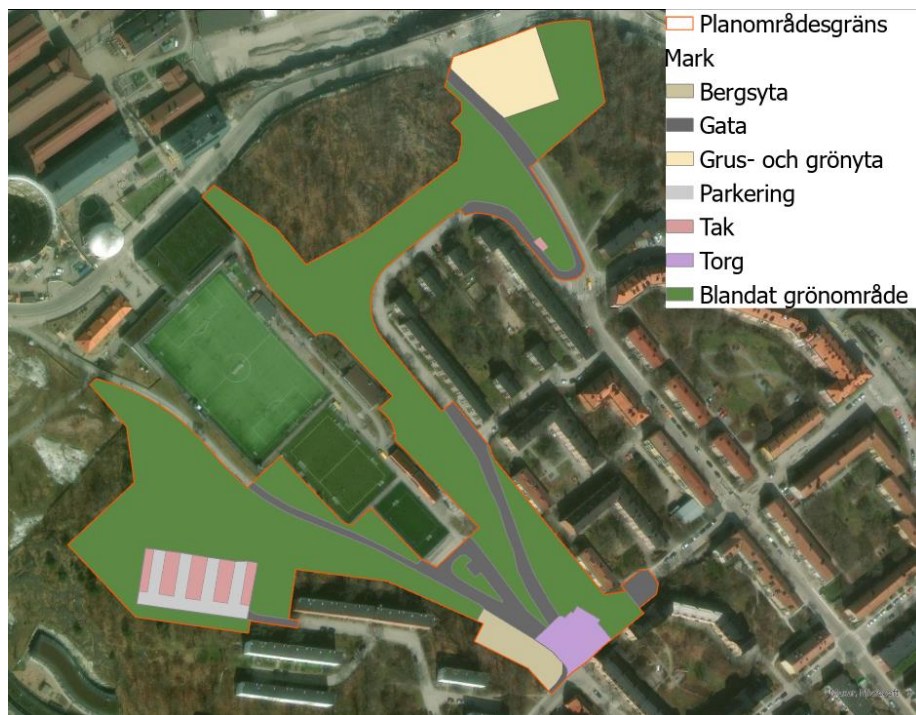 Planområdesgräns
Mark
Bergsyta
Gata
Grus- och grönyta
Parkering
Tak
Torg
Blandat grönområde